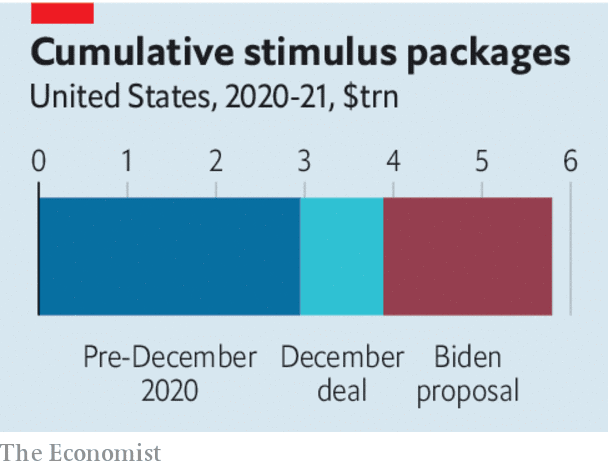 Cumulative stimulus packages
United States, 2020-21, $trn
0 1 2 3 4 5 6
Pre-December December Biden
2020 deal proposal
The Economist